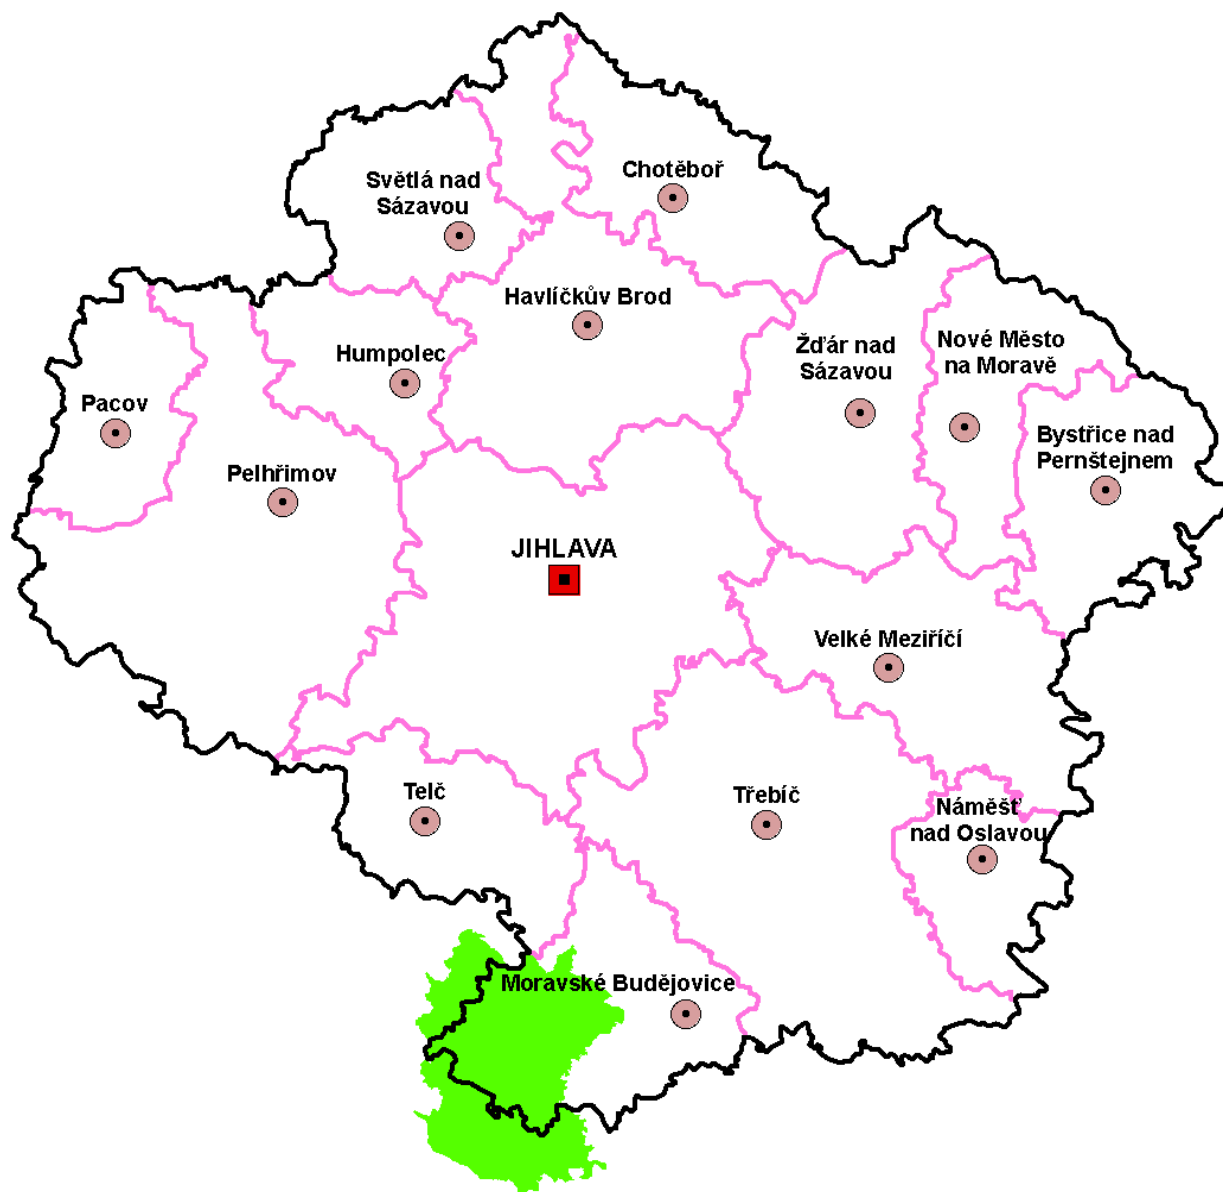 Chotěboř
Světlá nad
Sázavou
Havlíčkův Brod
Nové Město
na Moravě
Žďár nad
Sázavou
Humpolec
Pacov
Bystřice nad
Pernštejnem
Pelhřimov
JIHLAVA
Velké Meziříčí
Telč
Třebíč
Náměšť
nad Oslavou
Moravské Budějovice